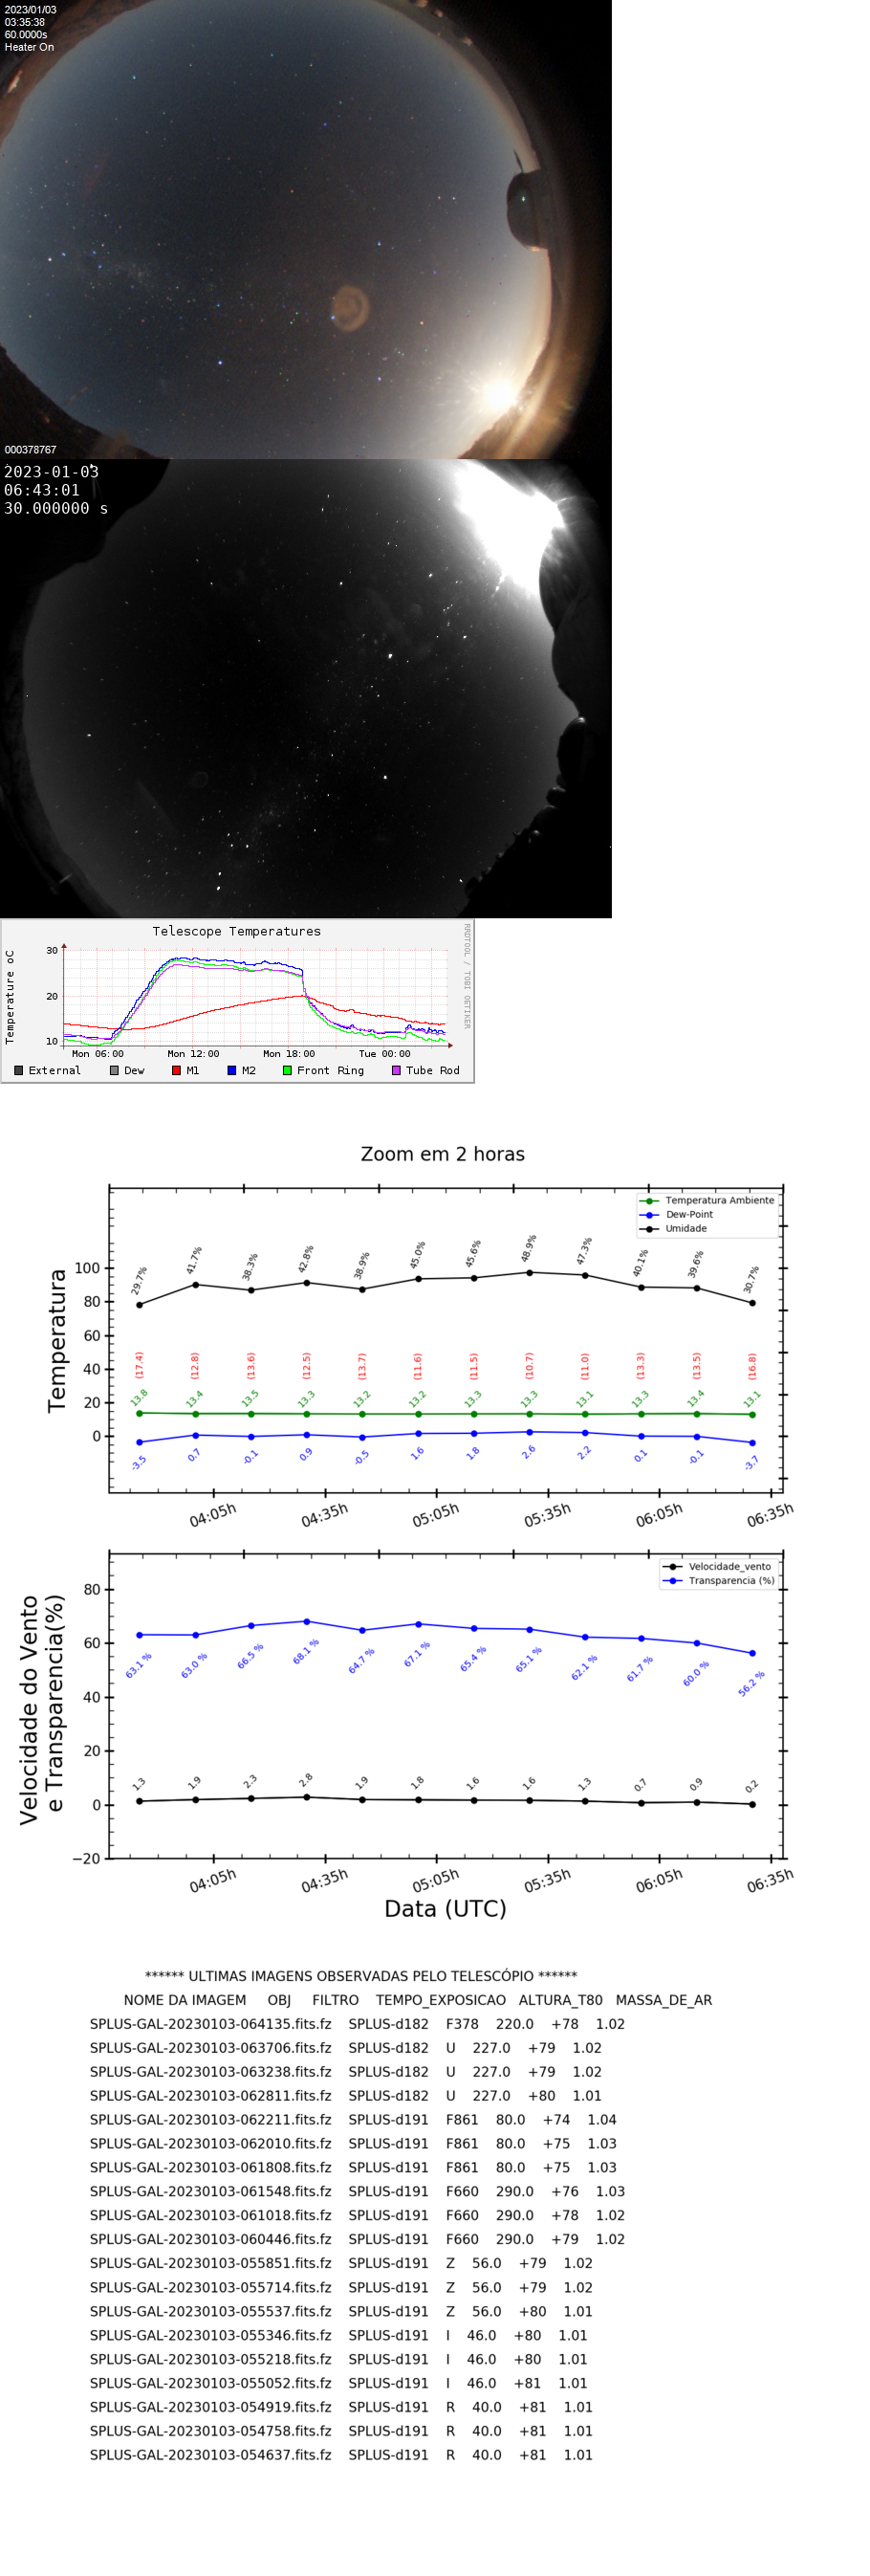 2023/01/03
03:35:38
60.0000s
Heater On
000378767
2023-01-03
06:43:01
30.000000 s
Telescope Temperatures
RRDTOOL / TOBI OETIKER
Temperature oC
30
20
10
Mon 06:00 Mon 12:00 Mon 18:00 Tue 00:00
External Dew M1 M2 Front Ring Tube Rod
Zoom em 2 horas
Temperatura Ambiente
Dew-Point
Umidade
Temperatura
100
80
60
40
20
0
29.7% 41.7% 38.3% 42.8% 38.9% 45.0% 45.6% 48.9% 47.3% 40.1% 39.6% 30.7%
(17.4) (12.8) (13.6) (12.5) (13.7) (11.6) (11.5) (10.7) (11.0) (13.3) (13.5) (16.8)
13.8 13.4 13.5 13.3 13.2 13.2 13.3 13.3 13.1 13.3 13.4 13.1
-3.5 0.7 -0.1 0.9 -0.5 1.6 1.8 2.6 2.2 0.1 -0.1 -3.7
04:05h 04:35h 05:05h 05:35h 06:05h 06:35h
Velocidade_vento
Transparencia (%)
Velocidade do Vento
e Transparencia(%)
80
60
40
20
0
−20
63.1 % 63.0 % 66.5 % 68.1 % 64.7 % 67.1 % 65.4 % 65.1 % 62.1 % 61.7 % 60.0 % 56.2 %
1.3 1.9 2.3 2.8 1.9 1.8 1.6 1.6 1.3 0.7 0.9 0.2
04:05h 04:35h 05:05h 05:35h 06:05h 06:35h
Data (UTC)
****** ULTIMAS IMAGENS OBSERVADAS PELO TELESCÓPIO ******
NOME DA IMAGEM OBJ FILTRO TEMPO_EXPOSICAO ALTURA_T80 MASSA_DE_AR
SPLUS-GAL-20230103-064135.fits.fz SPLUS-d182 F378 220.0 +78 1.02
SPLUS-GAL-20230103-063706.fits.fz SPLUS-d182 U 227.0 +79 1.02
SPLUS-GAL-20230103-063238.fits.fz SPLUS-d182 U 227.0 +79 1.02
SPLUS-GAL-20230103-062811.fits.fz SPLUS-d182 U 227.0 +80 1.01
SPLUS-GAL-20230103-062211.fits.fz SPLUS-d191 F861 80.0 +74 1.04
SPLUS-GAL-20230103-062010.fits.fz SPLUS-d191 F861 80.0 +75 1.03
SPLUS-GAL-20230103-061808.fits.fz SPLUS-d191 F861 80.0 +75 1.03
SPLUS-GAL-20230103-061548.fits.fz SPLUS-d191 F660 290.0 +76 1.03
SPLUS-GAL-20230103-061018.fits.fz SPLUS-d191 F660 290.0 +78 1.02
SPLUS-GAL-20230103-060446.fits.fz SPLUS-d191 F660 290.0 +79 1.02
SPLUS-GAL-20230103-055851.fits.fz SPLUS-d191 Z 56.0 +79 1.02
SPLUS-GAL-20230103-055714.fits.fz SPLUS-d191 Z 56.0 +79 1.02
SPLUS-GAL-20230103-055537.fits.fz SPLUS-d191 Z 56.0 +80 1.01
SPLUS-GAL-20230103-055346.fits.fz SPLUS-d191 I 46.0 +80 1.01
SPLUS-GAL-20230103-055218.fits.fz SPLUS-d191 I 46.0 +80 1.01
SPLUS-GAL-20230103-055052.fits.fz SPLUS-d191 I 46.0 +81 1.01
SPLUS-GAL-20230103-054919.fits.fz SPLUS-d191 R 40.0 +81 1.01
SPLUS-GAL-20230103-054758.fits.fz SPLUS-d191 R 40.0 +81 1.01
SPLUS-GAL-20230103-054637.fits.fz SPLUS-d191 R 40.0 +81 1.01